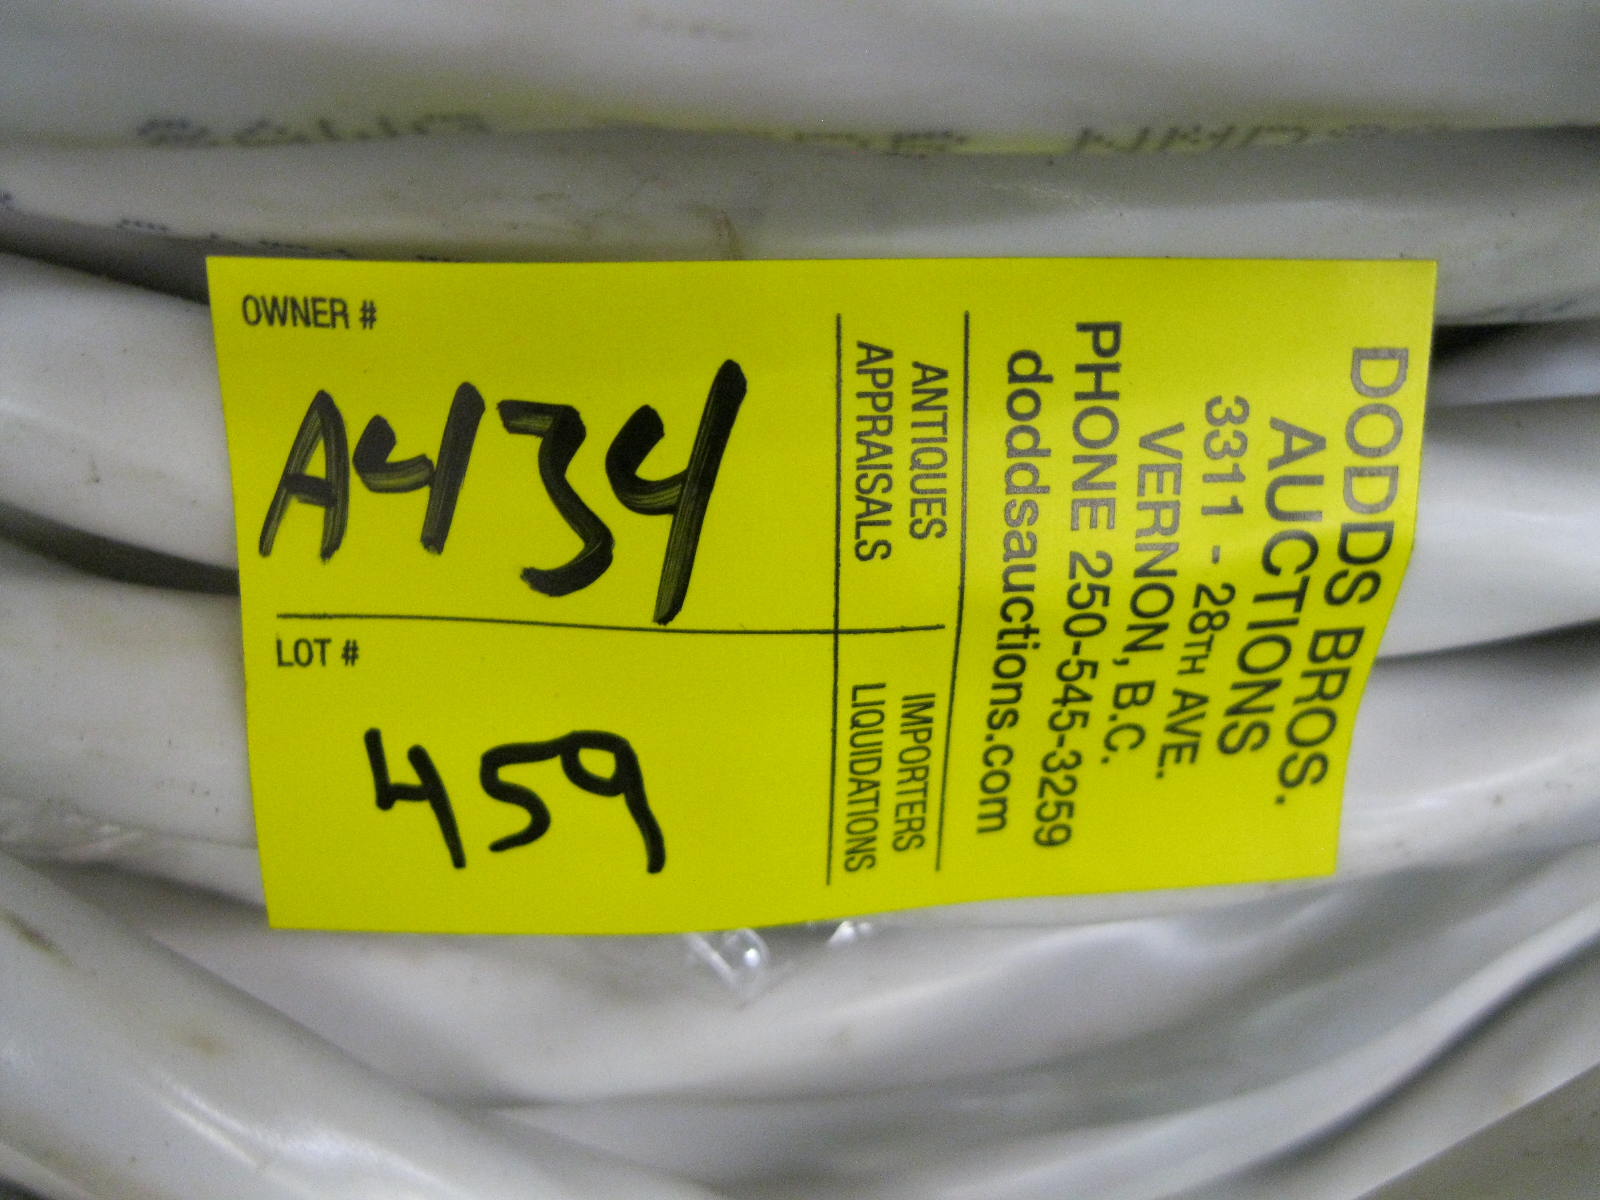 OWNER #
A434
LOT #
459
ANTIQUES
APPRAISALS
IMPORTERS
LIQUIDATIONS
DODDS BROS.
AUCTIONS
3311 - 28TH AVE.
VERNON, B.C.
PHONE 250-545-3259
doddsauctions.com